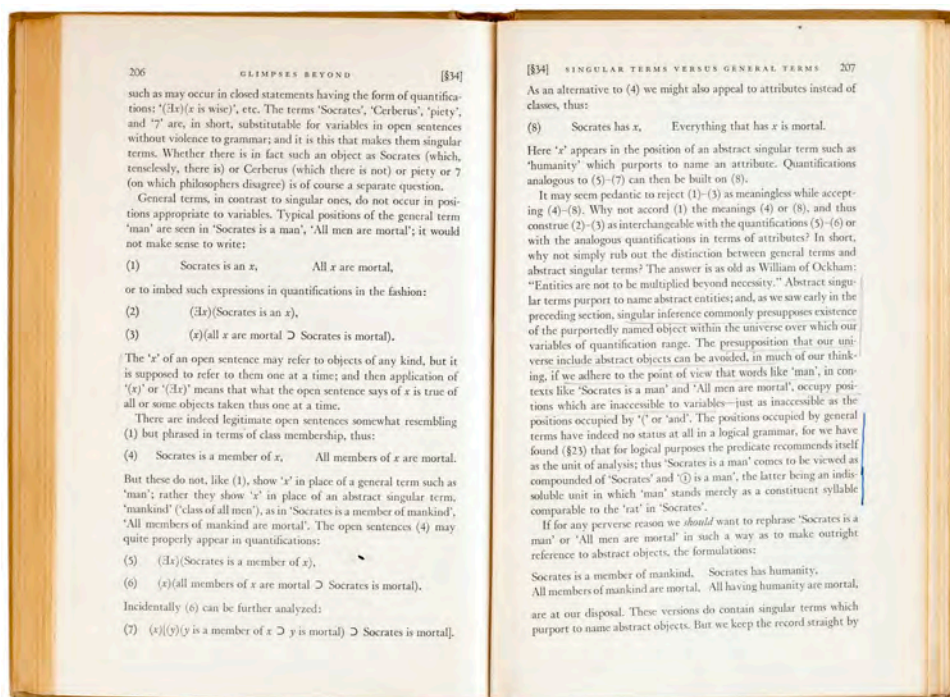 206 GLIMPSES BEYOND [§34]
such as may occur in closed statements having the form of quantifica-
tions: ‘(∃x)(x is wise)’, etc. The terms ‘Socrates’, ‘Cerberus’, ‘piety’,
and ‘7’ are, in short, substitutable for variables in open sentences
without violence to grammar; and it is this that makes them singular
terms. Whether there is in fact such an object as Socrates (which,
tenselessly, there is) or Cerberus (which there is not) or piety or 7
(on which philosophers disagree) is of course a separate question.
General terms, in contrast to singular ones, do not occur in posi-
tions appropriate to variables. Typical positions of the general term
‘man’ are seen in ‘Socrates is a man’, ‘All men are mortal’; it would
not make sense to write:
(1) Socrates is an x, All x are mortal,
or to imbed such expressions in quantifications in the fashion:
(2) (∃x)(Socrates is an x),
(3) (x)(all x are mortal ⊃ Socrates is mortal).
The ‘x’ of an open sentence may refer to objects of any kind, but it
is supposed to refer to them one at a time; and then application of
‘(x)’ or ‘(∃x)’ means that what the open sentence says of x is true of
all or some objects taken thus one at a time.
There are indeed legitimate open sentences somewhat resembling
(1) but phrased in terms of class membership, thus:
(4) Socrates is a member of x, All members of x are mortal.
But these do not, like (1), show ‘x’ in place of a general term such as
‘man’; rather they show ‘x’ in place of an abstract singular term,
‘mankind’ (‘class of all men’), as in ‘Socrates is a member of mankind’,
‘All members of mankind are mortal’. The open sentences (4) may
quite properly appear in quantifications:
(5) (∃x)(Socrates is a member of x),
(6) (x)(all members of x are mortal ⊃ Socrates is mortal).
Incidentally (6) can be further analyzed:
(7) (x)[(y)(y is a member of x ⊃ y is mortal) ⊃ Socrates is mortal].
[§34] SINGULAR TERMS VERSUS GENERAL TERMS 207
As an alternative to (4) we might also appeal to attributes instead of
classes, thus:
(8) Socrates has x, Everything that has x is mortal.
Here ‘x’ appears in the position of an abstract singular term such as
‘humanity’ which purports to name an attribute. Quantifications
analogous to (5)–(7) can then be built on (8).
It may seem pedantic to reject (1)–(3) as meaningless while accept-
ing (4)–(8). Why not accord (1) the meanings (4) or (8), and thus
construe (2)–(3) as interchangeable with the quantifications (5)–(6) or
with the analogous quantifications in terms of attributes? In short,
why not simply rub out the distinction between general terms and
abstract singular terms? The answer is as old as William of Ockham:
“Entities are not to be multiplied beyond necessity.” Abstract singu-
lar terms purport to name abstract entities; and, as we saw early in the
preceding section, singular inference commonly presupposes existence
of the purportedly named object within the universe over which our
variables of quantification range. The presupposition that our uni-
verse include abstract objects can be avoided, in much of our think-
ing, if we adhere to the point of view that words like ‘man’, in con-
texts like ‘Socrates is a man’ and ‘All men are mortal’, occupy posi-
tions which are inaccessible to variables—just as inaccessible as the
positions occupied by ‘(’ or ‘and’. The positions occupied by general
terms have indeed no status at all in a logical grammar, for we have
found (§23) that for logical purposes the predicate recommends itself
as the unit of analysis; thus ‘Socrates is a man’ comes to be viewed as
compounded of ‘Socrates’ and ‘① is a man’, the latter being an indis-
soluble unit in which ‘man’ stands merely as a constituent syllable
comparable to the ‘rat’ in ‘Socrates’.
If for any perverse reason we should want to rephrase ‘Socrates is a
man’ or ‘All men are mortal’ in such a way as to make outright
reference to abstract objects, the formulations:
Socrates is a member of mankind, Socrates has humanity,
All members of mankind are mortal, All having humanity are mortal,
are at our disposal. These versions do contain singular terms which
purport to name abstract objects. But we keep the record straight by